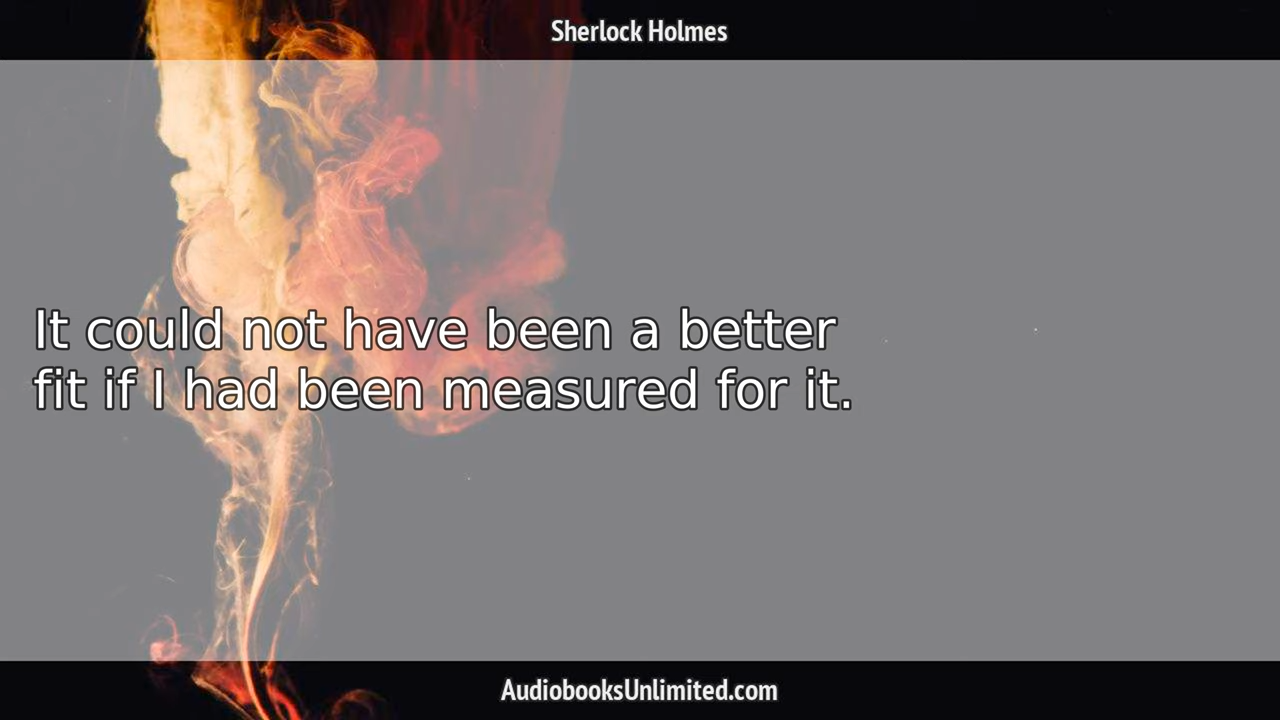 Sherlock Holmes
It could not have been a better
fit if I had been measured for it.
AudiobooksUnlimited.com